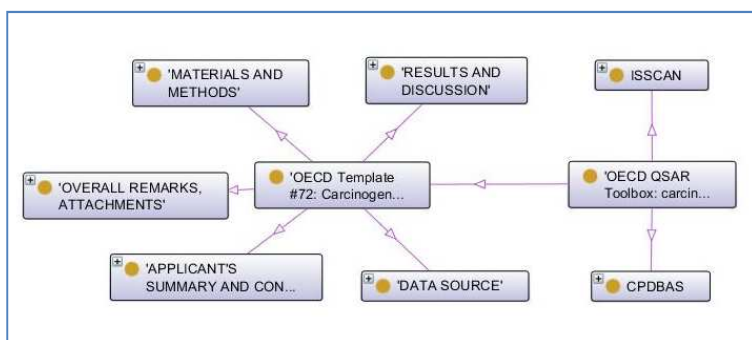 'MATERIALS AND
METHODS'
'RESULTS AND
DISCUSSION'
ISSCAN
'OVERALL REMARKS,
ATTACHMENTS'
'OECD Template
#72: Carcinogen...
'OECD QSAR
Toolbox: carcin...
'APPLICANT'S
SUMMARY AND CON...
'DATA SOURCE'
CPDBAS